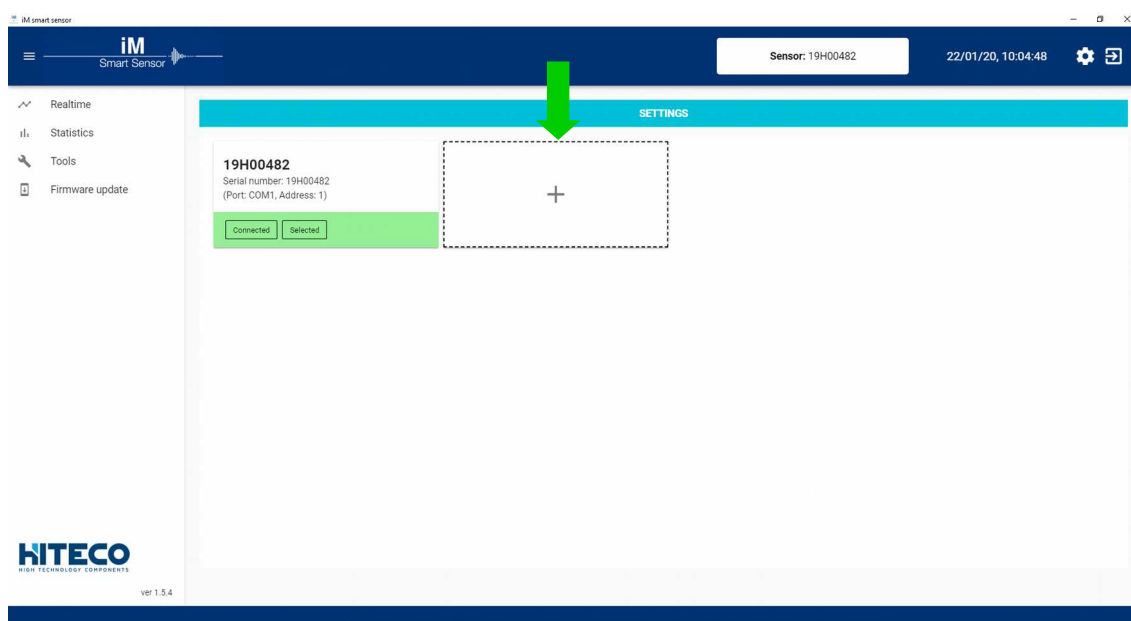 iM smart sensor
iM
Smart Sensor
Sensor: 19H00482
22/01/20, 10:04:48
Realtime
Statistics
Tools
Firmware update
SETTINGS
19H00482
Serial number: 19H00482
(Port: COM1, Address: 1)
Connected Selected
+
HITECO
HIGH TECHNOLOGY COMPONENTS
ver 1.5.4